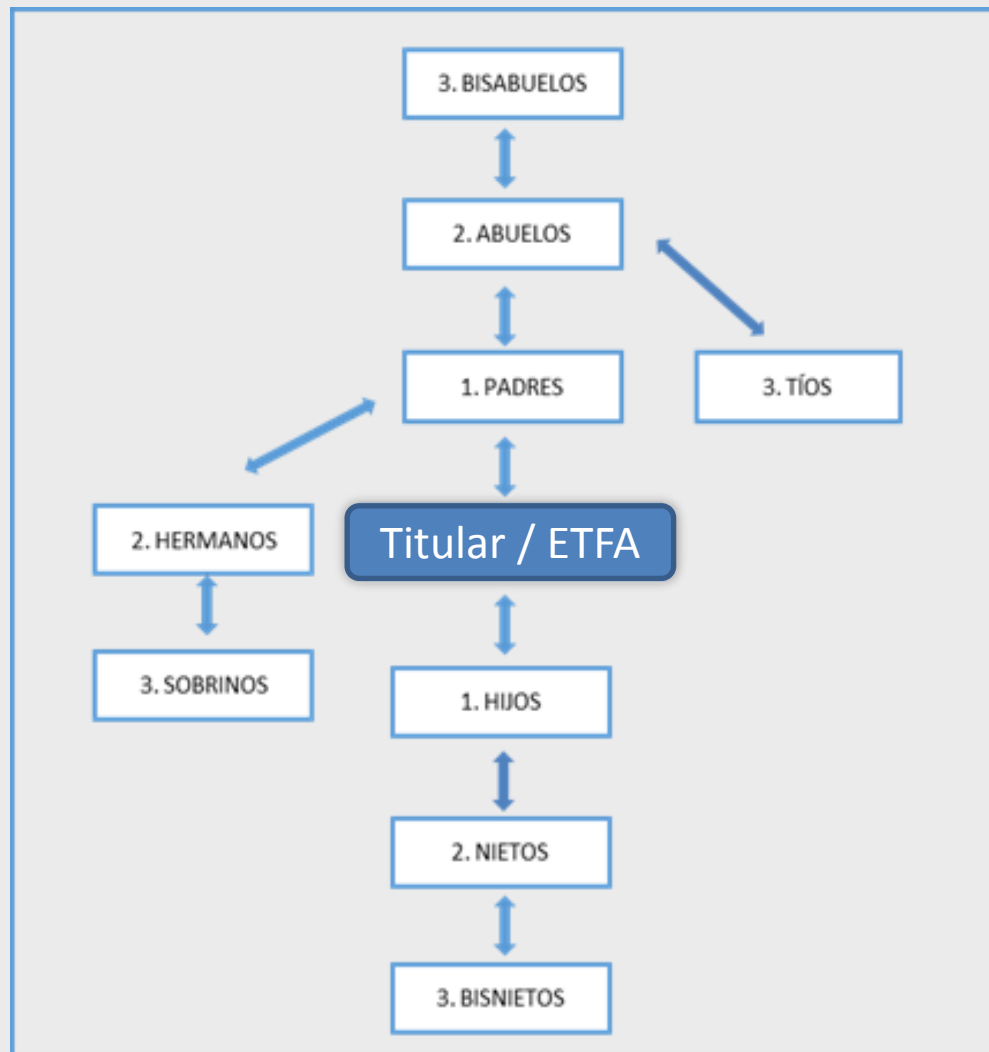 3. BISABUELOS
2. ABUELOS
1. PADRES
3. TÍOS
2. HERMANOS
Titular / ETFA
3. SOBRINOS
1. HIJOS
2. NIETOS
3. BISNIETOS